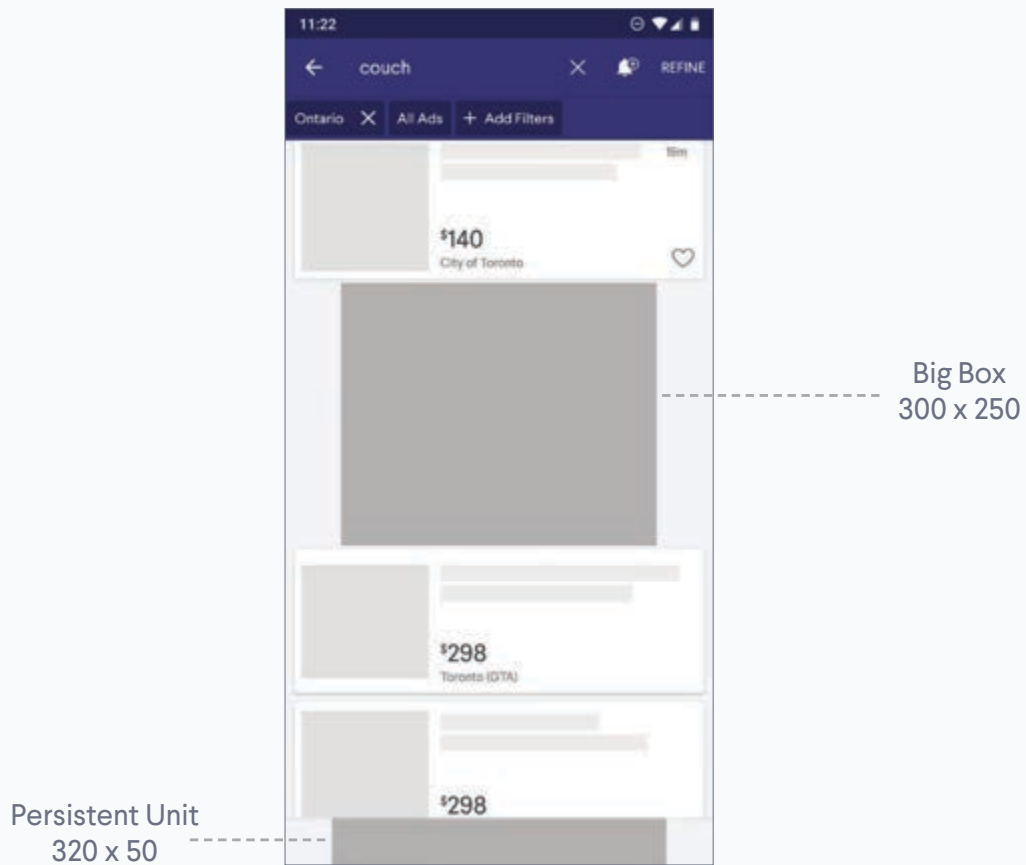 11:22
couch
REFINE
Ontario
All Ads
+ Add Filters
$140
City of Toronto
Big Box
300 x 250
$298
Toronto (GTA)
$298
Persistent Unit
320 x 50